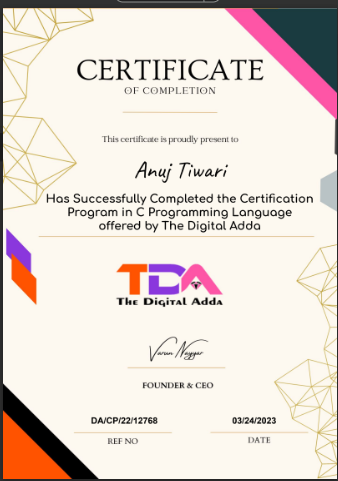 CERTIFICATE
OF COMPLETION
This certificate is proudly present to
Anuj Tiwari
Has Successfully Completed the Certification
Program in C Programming Language
offered by The Digital Adda
TDA
The Digital Adda
Varun Nayyar
FOUNDER & CEO
DA/CP/22/12768
03/24/2023
REF NO
DATE